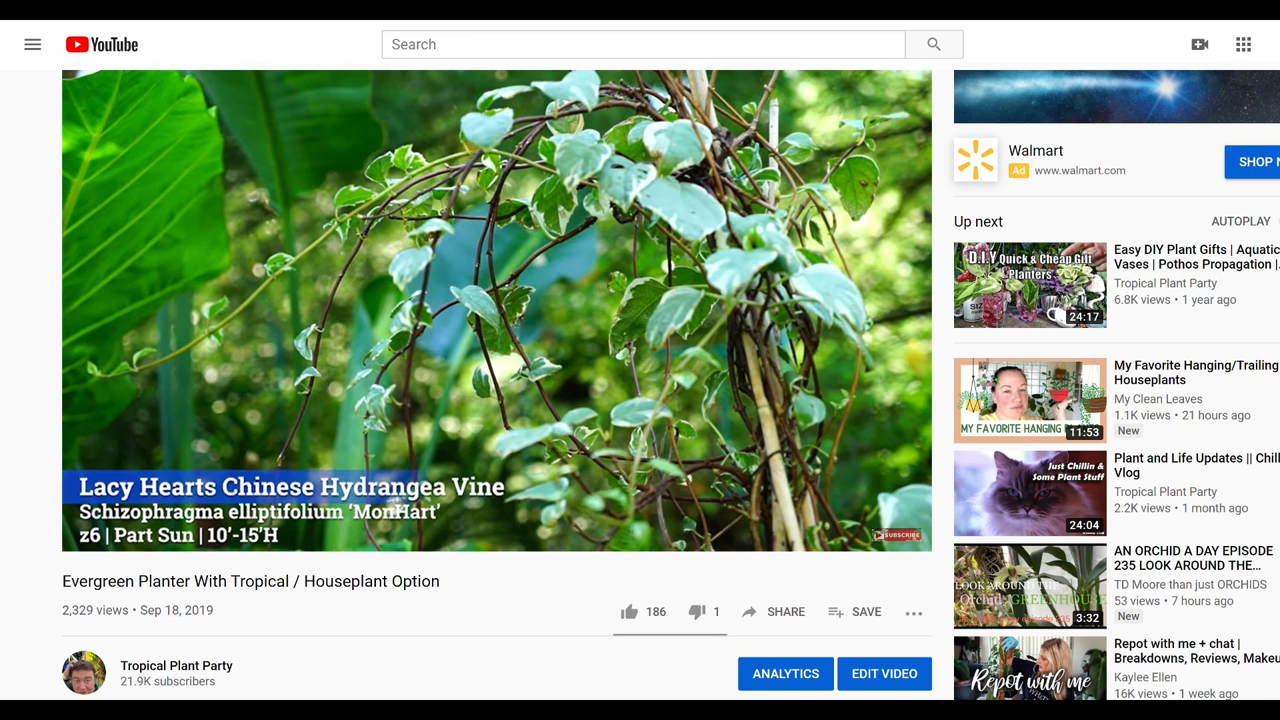 YouTube
Search
Walmart
Ad www.walmart.com
SHOP
Up next
AUTOPLAY
Lacy Hearts Chinese Hydrangea Vine
Schizophragma elliptifolium ‘MonHart’
z6 | Part Sun | 10’-15’H
SUBSCRIBE
Evergreen Planter With Tropical / Houseplant Option
2,329 views • Sep 18, 2019
186
1
SHARE
SAVE
Tropical Plant Party
21.9K subscribers
ANALYTICS
EDIT VIDEO
D.I.Y Quick & Cheap Gift
Planters
24:17
Easy DIY Plant Gifts | Aquatic
Vases | Pothos Propagation |
Tropical Plant Party
6.8K views • 1 year ago
MY FAVORITE HANGING
11:53
My Favorite Hanging/Trailing
Houseplants
My Clean Leaves
1.1K views • 21 hours ago
New
Just Chillin &
Some Plant Stuff
24:04
Plant and Life Updates || Chill
Vlog
Tropical Plant Party
2.2K views • 1 month ago
LOOK AROUND THE
Orchid GREENHOUSE
3:32
AN ORCHID A DAY EPISODE
235 LOOK AROUND THE...
TD Moore than just ORCHIDS
53 views • 7 hours ago
New
Repot with me
Repot with me + chat |
Breakdowns, Reviews, Makeu
Kaylee Ellen
16K views • 1 week ago